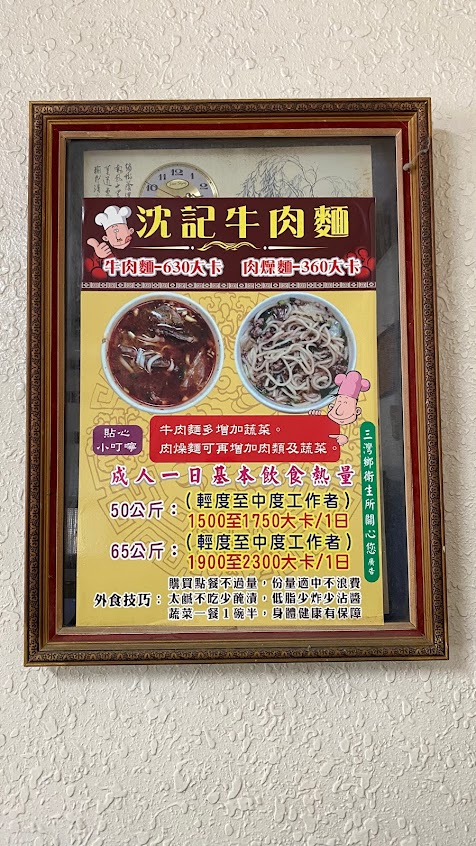 沈記牛肉麵
牛肉麵-630大卡 肉燥麵-360大卡
貼心
小叮嚀
牛肉麵多增加蔬菜。
肉燥麵可再增加肉類及蔬菜。
成人一日基本飲食熱量
50公斤：（輕度至中度工作者）
1500至1750大卡/1日
65公斤：（輕度至中度工作者）
1900至2300大卡/1日
外食技巧：
購買點餐不過量，份量適中不浪費
太鹹不吃少醃漬，低脂少炸少沾醬
蔬菜一餐1碗半，身體健康有保障
三灣鄉衛生所關心您 廣告